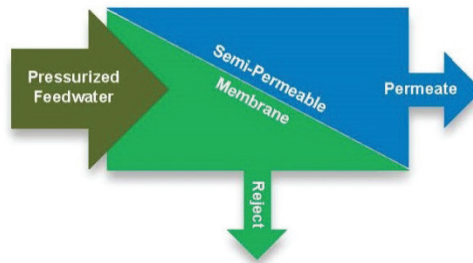 Pressurized
Feedwater
Semi-Permeable
Membrane
Permeate
Reject